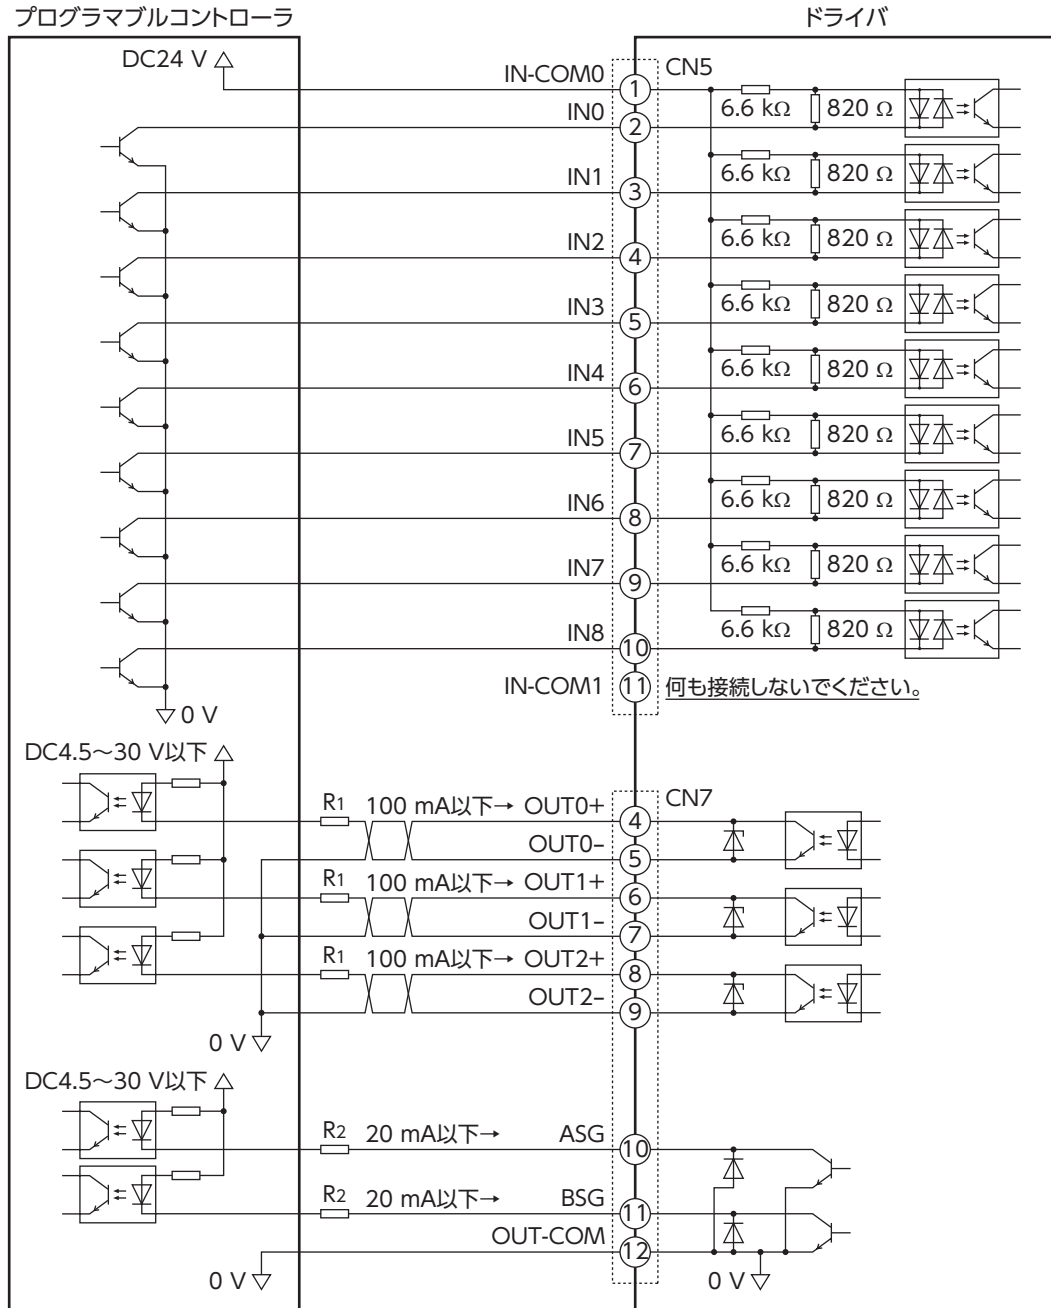 プログラマブルコントローラ
ドライバ
DC24 V
IN-COM0
1
CN5
6.6 kΩ
820 Ω
IN0
2
6.6 kΩ
820 Ω
IN1
3
6.6 kΩ
820 Ω
IN2
4
6.6 kΩ
820 Ω
IN3
5
6.6 kΩ
820 Ω
IN4
6
6.6 kΩ
820 Ω
IN5
7
6.6 kΩ
820 Ω
IN6
8
6.6 kΩ
820 Ω
IN7
9
6.6 kΩ
820 Ω
IN8
10
IN-COM1
11
何も接続しないでください。
0 V
DC4.5～30 V以下
CN7
R1
100 mA以下→
OUT0+
4
OUT0–
5
R1
100 mA以下→
OUT1+
6
OUT1–
7
R1
100 mA以下→
OUT2+
8
OUT2–
9
0 V
DC4.5～30 V以下
R2
20 mA以下→
ASG
10
R2
20 mA以下→
BSG
11
OUT-COM
12
0 V
0 V